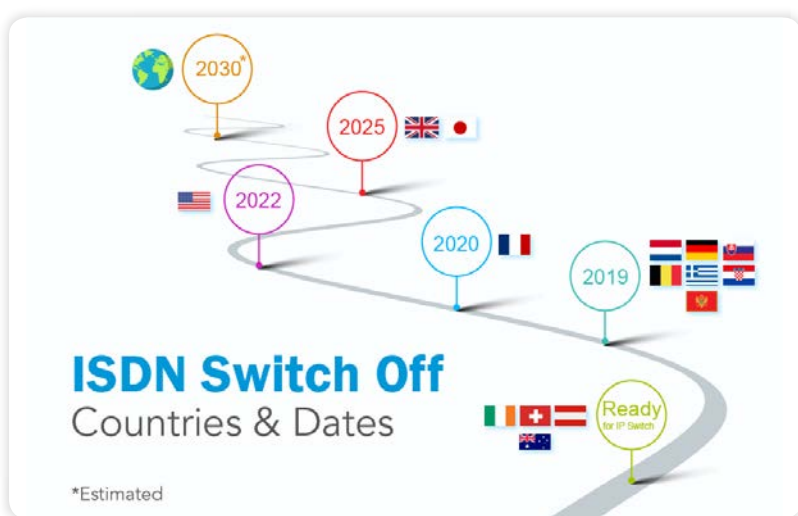 2030*
2025
2022
2020
2019
ISDN Switch Off
Countries & Dates
Ready
for IP Switch
*Estimated